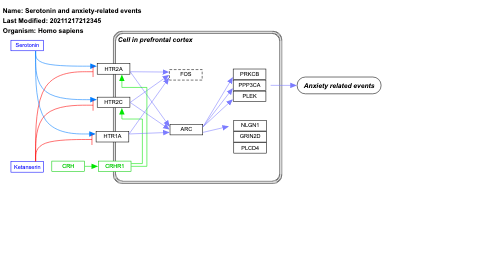 Name: Serotonin and anxiety-related events
Last Modified: 20211217212345
Organism: Homo sapiens
Cell in prefrontal cortex
Serotonin
HTR2A
FOS
PRKCB
PPP3CA
PLEK
Anxiety related events
HTR2C
ARC
NLGN1
GRIN2D
PLCD4
HTR1A
Ketanserin
CRH
CRHR1